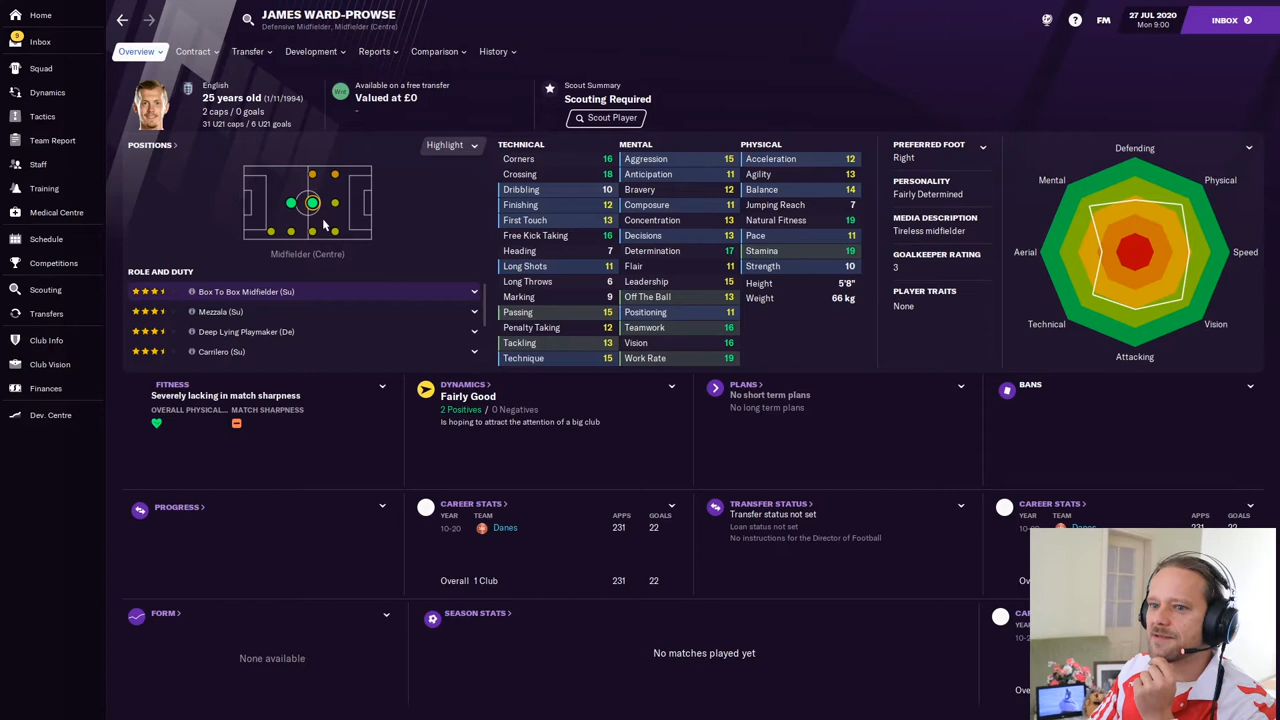 Home
9
Inbox
Squad
Dynamics
Tactics
Team Report
Staff
Training
Medical Centre
Schedule
Competitions
Scouting
Transfers
Club Info
Club Vision
Finances
Dev. Centre
JAMES WARD-PROWSE
Defensive Midfielder, Midfielder (Centre)
?
FM
27 JUL 2020
Mon 9:00
INBOX
Overview
Contract
Transfer
Development
Reports
Comparison
History
English
25 years old (1/11/1994)
2 caps / 0 goals
31 U21 caps / 6 U21 goals
Wnt
Available on a free transfer
Valued at £0
-
Scout Summary
Scouting Required
Scout Player
POSITIONS
Highlight
Midfielder (Centre)
ROLE AND DUTY
Box To Box Midfielder (Su)
Mezzala (Su)
Deep Lying Playmaker (De)
Carrilero (Su)
TECHNICAL
Corners 16
Crossing 18
Dribbling 10
Finishing 12
First Touch 13
Free Kick Taking 16
Heading 7
Long Shots 11
Long Throws 6
Marking 9
Passing 15
Penalty Taking 12
Tackling 13
Technique 15
MENTAL
Aggression 15
Anticipation 11
Bravery 12
Composure 11
Concentration 13
Decisions 13
Determination 17
Flair 11
Leadership 15
Off The Ball 13
Positioning 11
Teamwork 16
Vision 16
Work Rate 19
PHYSICAL
Acceleration 12
Agility 13
Balance 14
Jumping Reach 7
Natural Fitness 19
Pace 11
Stamina 19
Strength 10
Height 5'8"
Weight 66 kg
PREFERRED FOOT
Right
PERSONALITY
Fairly Determined
MEDIA DESCRIPTION
Tireless midfielder
GOALKEEPER RATING
3
PLAYER TRAITS
None
Defending
Mental
Physical
Aerial
Speed
Technical
Vision
Attacking
FITNESS
Severely lacking in match sharpness
OVERALL PHYSICAL... MATCH SHARPNESS
DYNAMICS
Fairly Good
2 Positives / 0 Negatives
Is hoping to attract the attention of a big club
PLANS
No short term plans
No long term plans
BANS
PROGRESS
CAREER STATS
YEAR TEAM APPS GOALS
10-20 Danes 231 22
Overall 1 Club 231 22
TRANSFER STATUS
Transfer status not set
Loan status not set
No instructions for the Director of Football
CAREER STATS
YEAR TEAM APPS GOALS
FORM
None available
SEASON STATS
No matches played yet